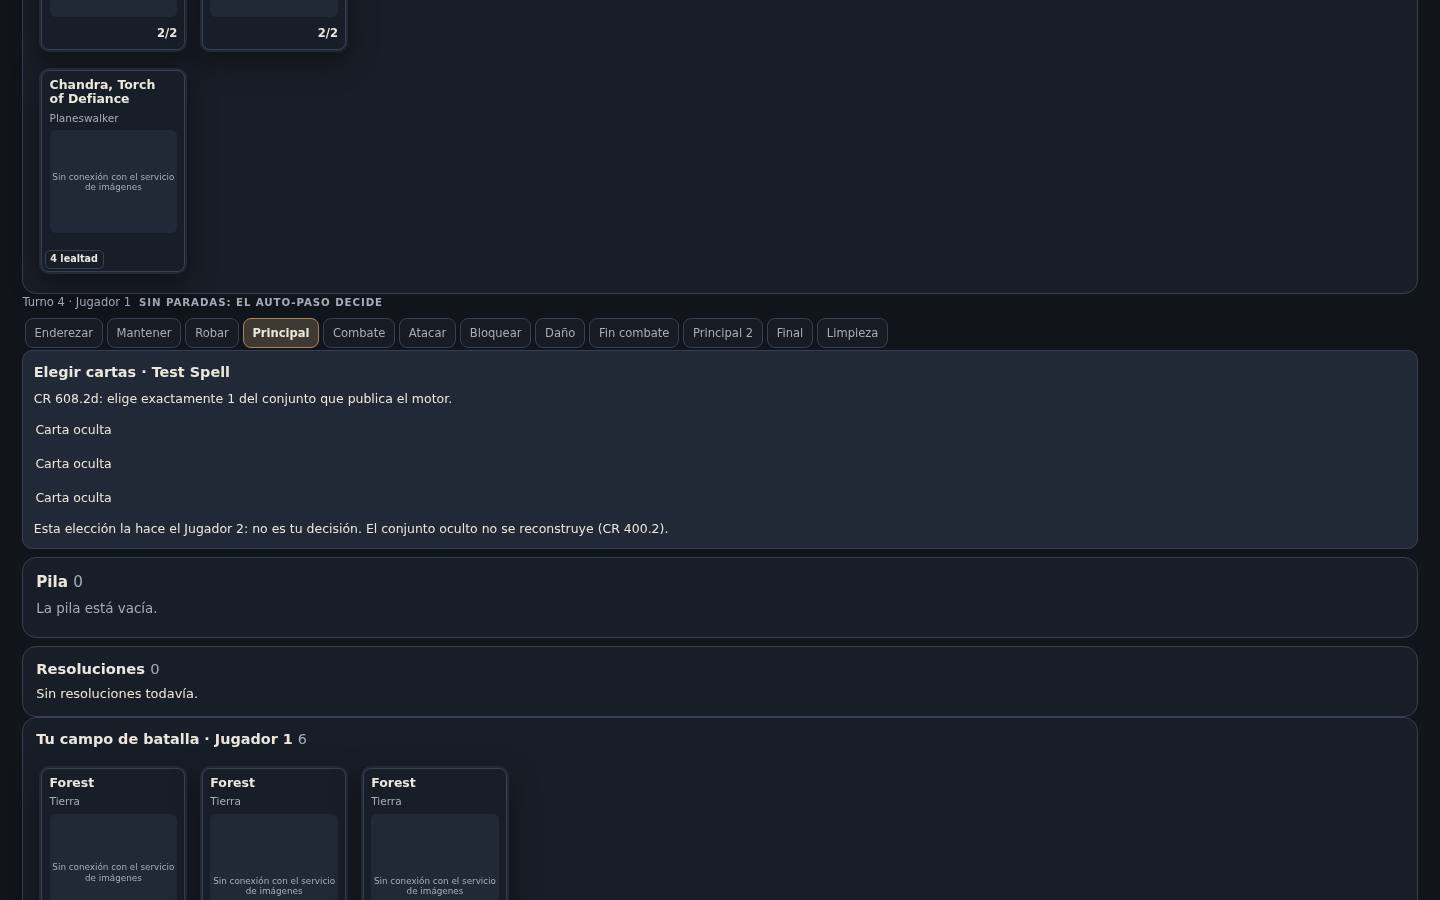 2/2
2/2
Chandra, Torch
of Defiance
Planeswalker
Sin conexión con el servicio
de imágenes
4 lealtad
Turno 4 · Jugador 1 SIN PARADAS: EL AUTO-PASO DECIDE
Enderezar Mantener Robar Principal Combate Atacar Bloquear Daño Fin combate Principal 2 Final Limpieza
Elegir cartas · Test Spell
CR 608.2d: elige exactamente 1 del conjunto que publica el motor.
Carta oculta
Carta oculta
Carta oculta
Esta elección la hace el Jugador 2: no es tu decisión. El conjunto oculto no se reconstruye (CR 400.2).
Pila 0
La pila está vacía.
Resoluciones 0
Sin resoluciones todavía.
Tu campo de batalla · Jugador 1 6
Forest
Tierra
Sin conexión con el servicio
de imágenes
Forest
Tierra
Sin conexión con el servicio
de imágenes
Forest
Tierra
Sin conexión con el servicio
de imágenes